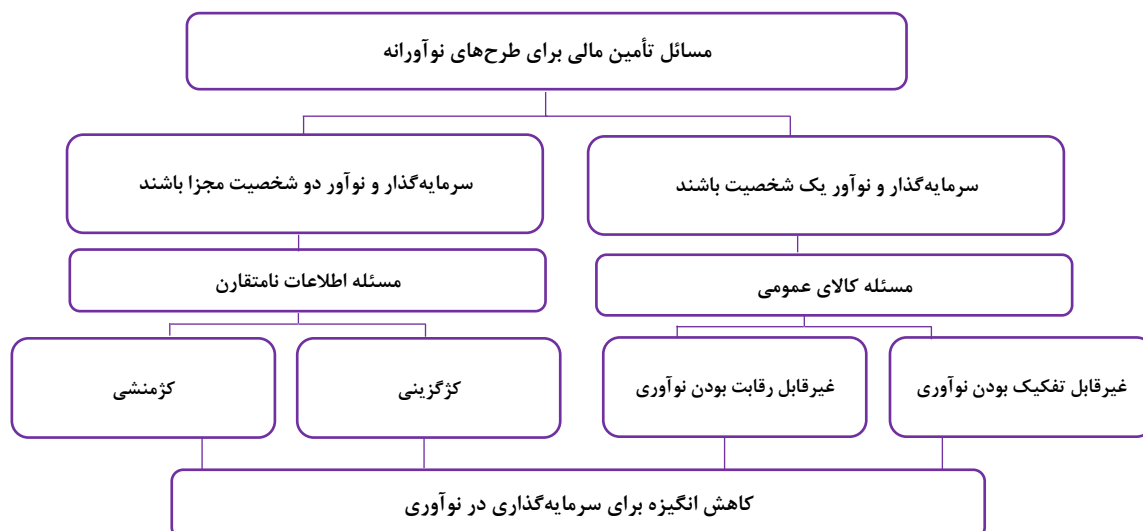 مسائل تأمین مالی برای طرح‌های نوآورانه
سرمایه‌گذار و نوآور یک شخصیت باشند
سرمایه‌گذار و نوآور دو شخصیت مجزا باشند
مسئله کالای عمومی
مسئله اطلاعات نامتقارن
غیرقابل تفکیک بودن نوآوری
غیرقابل رقابت بودن نوآوری
کژگزینی
کژمنشی
کاهش انگیزه برای سرمایه‌گذاری در نوآوری